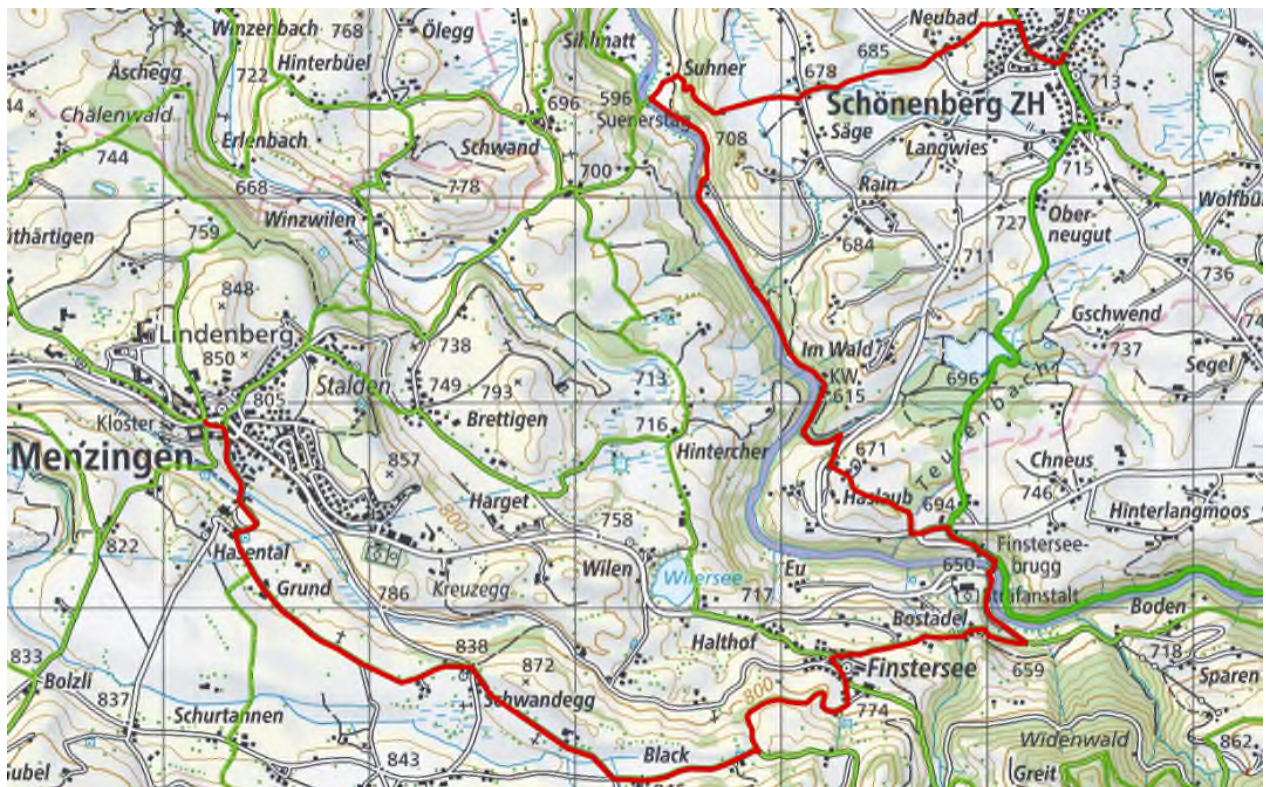 Neubad
Winzenbach
768
Ölegg
Sihlmatt
685
Hinterbüel
Suhner
Äschegg
722
678
713
696
596
Schönenberg ZH
Chälenwald
Suenerstag
Säge
Erlenbach
708
Schwand
Langwies
744
700
715
668
778
Rain
Wolfbü
Winzwilen
Ober-
neugut
727
759
684
711
736
848
Gschwend
Lindenberg
738
Im Wald
737
850
Segel
KW
615
Stalden
749
793
713
696
805
Brettigen
Kloster
716
Teufenbach
Hintercher
671
Menzingen
857
Chneus
Harget
Haslaub
746
800
694
Hinterlangmoos
758
822
Hasental
Finstersee-
brugg
Wilen
Wilersee
Eu
650
Grund
786
Kreuzegg
717
Strafanstalt
Boden
Bostadel
Halthof
838
718
833
872
Finstersee
659
Sparen
Bolzli
800
837
Schwandegg
774
Schurtannen
Widenwald
862
Black
843
ubel
Greit